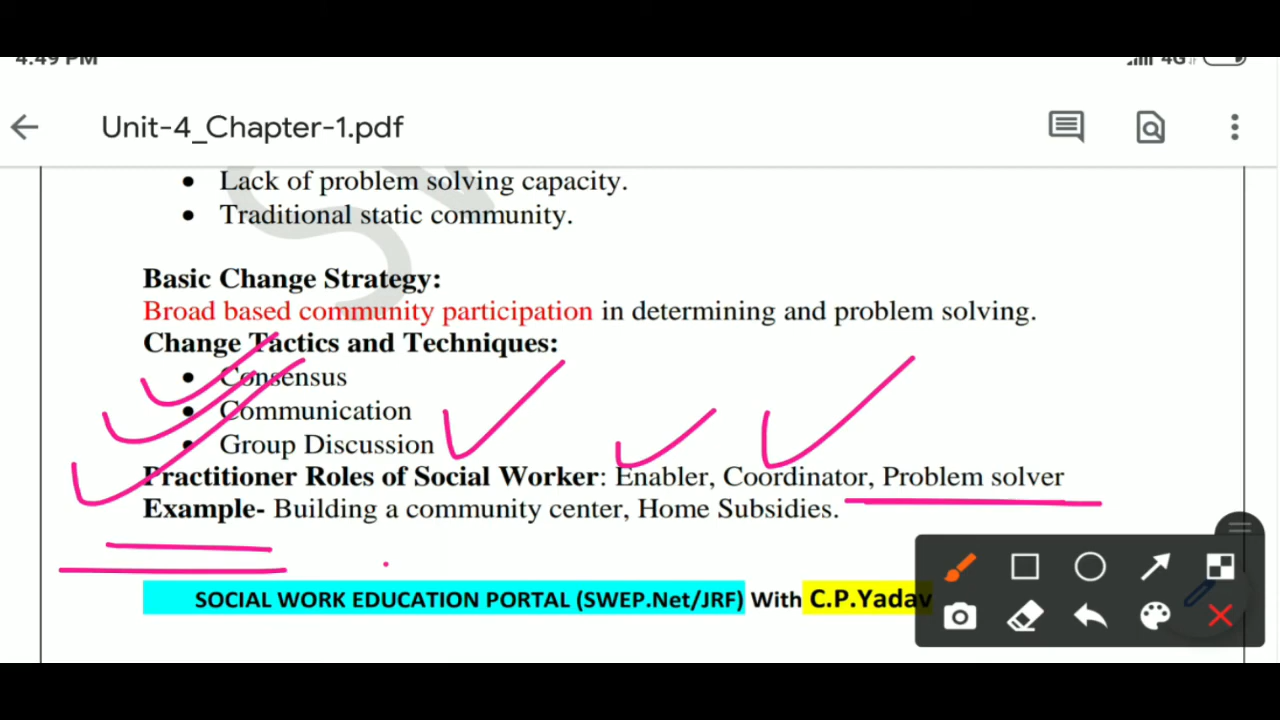 4:49 PM 4G
Unit-4_Chapter-1.pdf
• Lack of problem solving capacity.
• Traditional static community.
Basic Change Strategy:
Broad based community participation in determining and problem solving.
Change Tactics and Techniques:
• Consensus
• Communication
• Group Discussion
Practitioner Roles of Social Worker: Enabler, Coordinator, Problem solver
Example- Building a community center, Home Subsidies.
SOCIAL WORK EDUCATION PORTAL (SWEP.Net/JRF) With C.P.Yadav